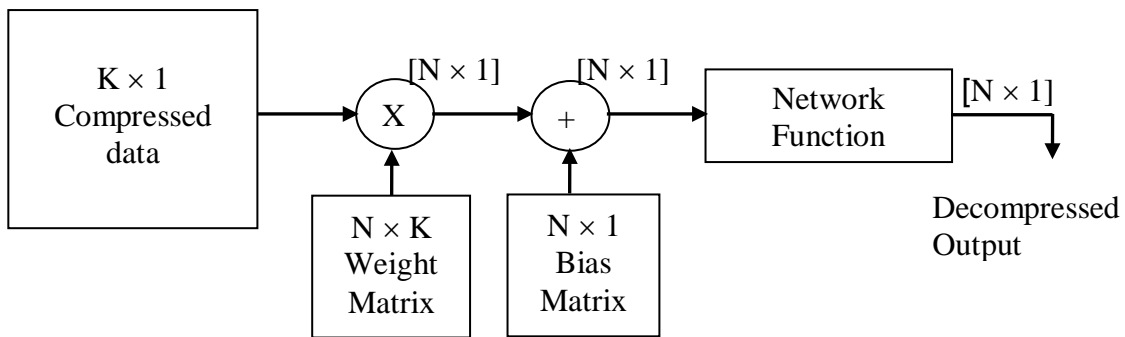 K × 1
Compressed
data
X
[N × 1]
+
[N × 1]
Network
Function
[N × 1]
N × K
Weight
Matrix
N × 1
Bias
Matrix
Decompressed
Output